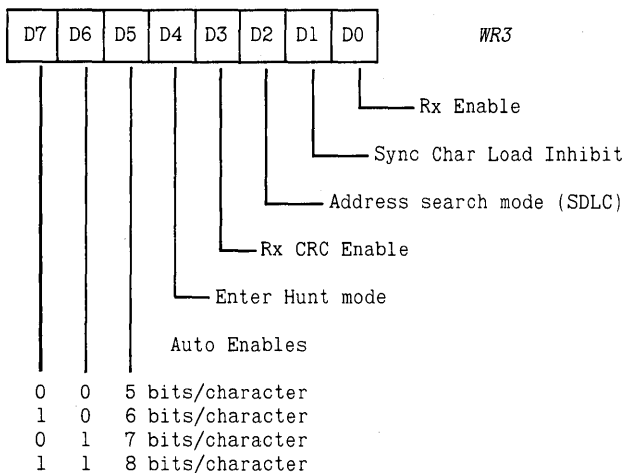 D7 D6 D5 D4 D3 D2 D1 D0 WR3
Rx Enable
Sync Char Load Inhibit
Address search mode (SDLC)
Rx CRC Enable
Enter Hunt mode
Auto Enables
0 0 5 bits/character
1 0 6 bits/character
0 1 7 bits/character
1 1 8 bits/character